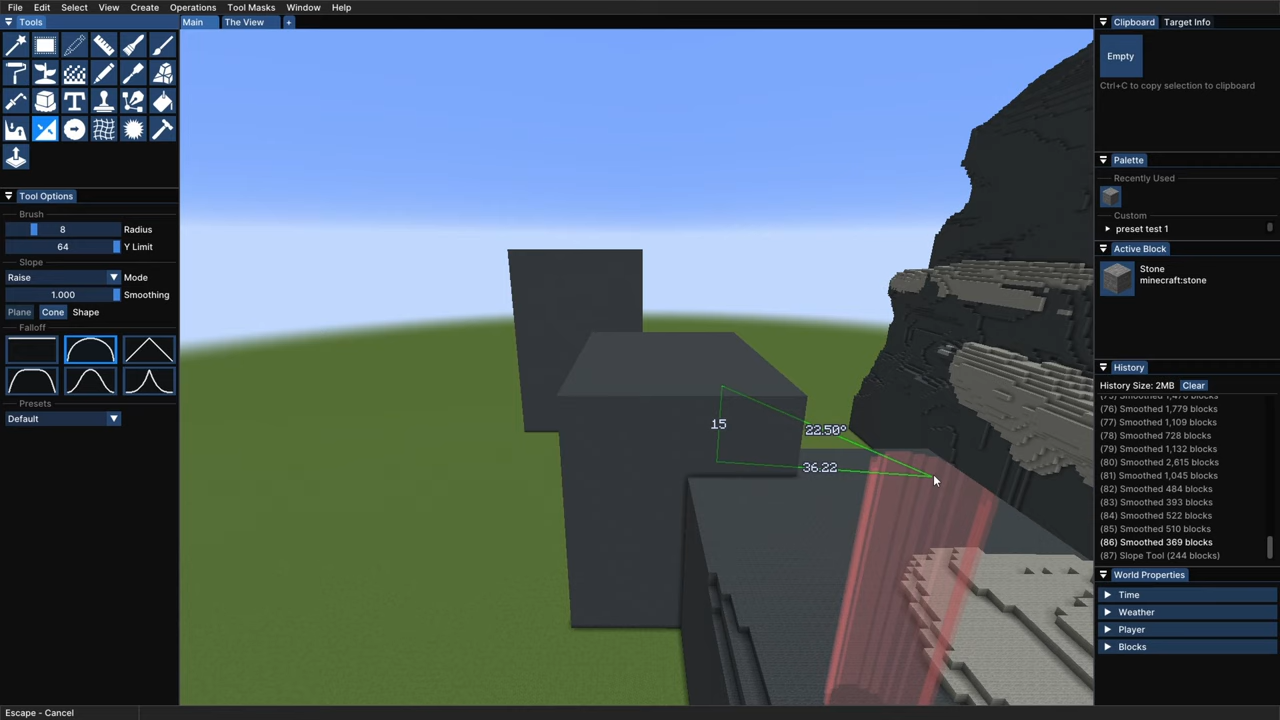 File Edit Select View Create Operations Tool Masks Window Help
Tools
Main The View +
Clipboard Target Info
Empty
Ctrl+C to copy selection to clipboard
Palette
Recently Used
Custom
preset test 1
Active Block
Stone
minecraft:stone
Tool Options
Brush
8 Radius
64 Y Limit
Slope
Raise Mode
1.000 Smoothing
Plane Cone Shape
Falloff
Presets
Default
15
22.50°
36.22
History
History Size: 2MB Clear
(76) Smoothed 1,779 blocks
(77) Smoothed 1,109 blocks
(78) Smoothed 728 blocks
(79) Smoothed 1,132 blocks
(80) Smoothed 2,615 blocks
(81) Smoothed 1,045 blocks
(82) Smoothed 484 blocks
(83) Smoothed 393 blocks
(84) Smoothed 522 blocks
(85) Smoothed 510 blocks
(86) Smoothed 369 blocks
(87) Slope Tool (244 blocks)
World Properties
Time
Weather
Player
Blocks
Escape - Cancel